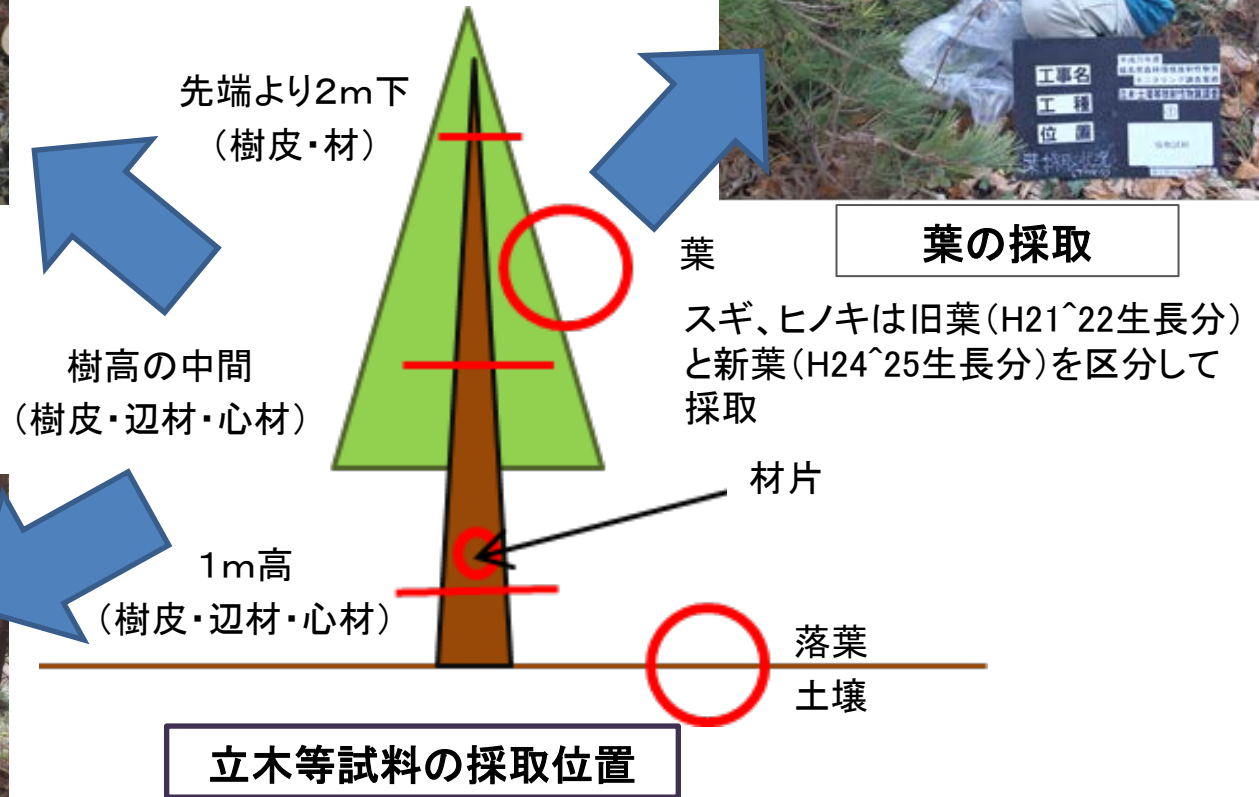 先端より2m下
（樹皮・材）
工事名
工種
位置
葉の採取
葉
スギ、ヒノキは旧葉（H21^22生長分）
と新葉（H24^25生長分）を区分して
採取
樹高の中間
（樹皮・辺材・心材）
材片
1m高
（樹皮・辺材・心材）
落葉
土壌
立木等試料の採取位置